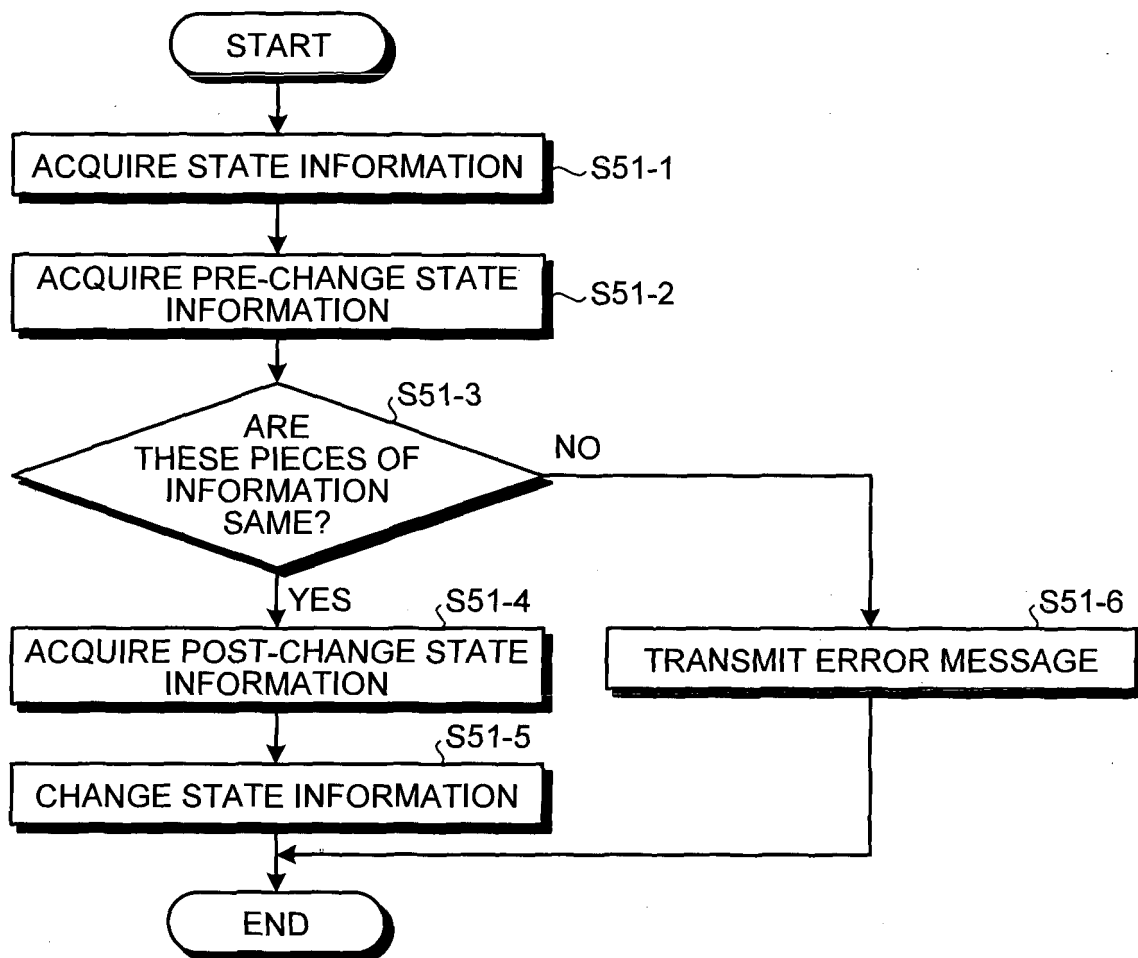 START
ACQUIRE STATE INFORMATION
S51-1
ACQUIRE PRE-CHANGE STATE
INFORMATION
S51-2
S51-3
ARE
THESE PIECES OF
INFORMATION
SAME?
NO
YES
S51-4
ACQUIRE POST-CHANGE STATE
INFORMATION
S51-6
TRANSMIT ERROR MESSAGE
S51-5
CHANGE STATE INFORMATION
END